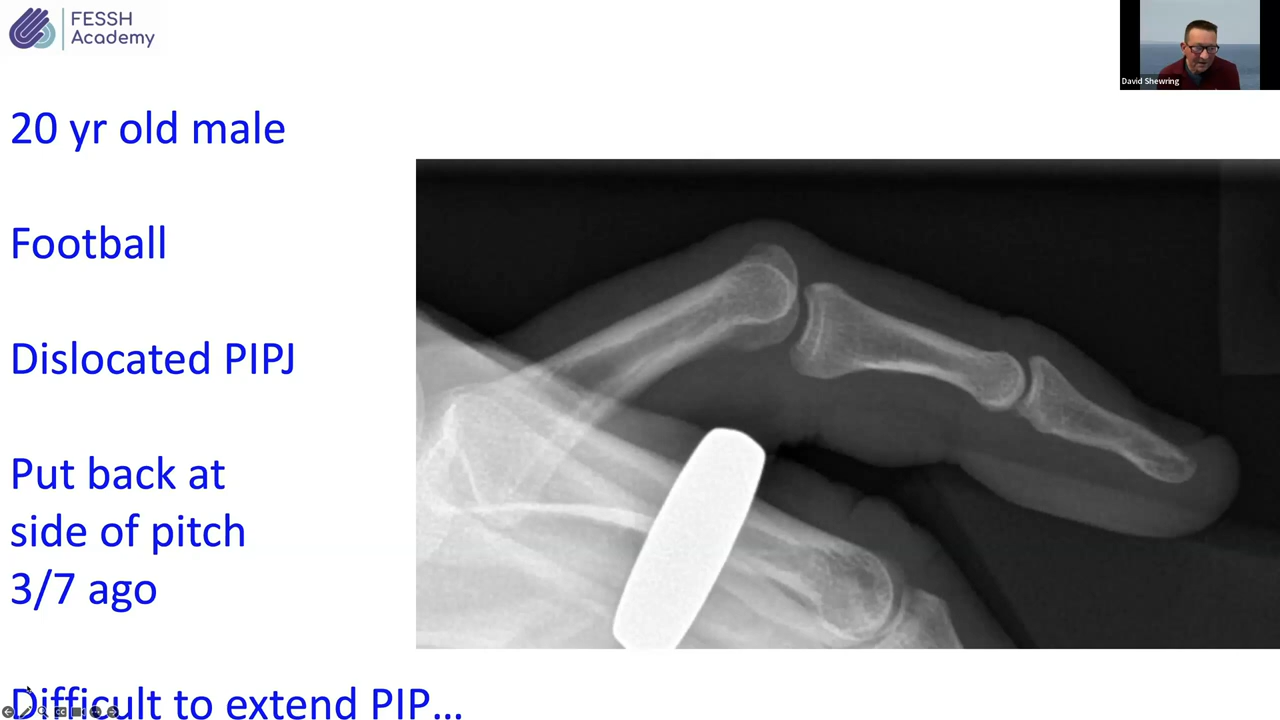 FESSH
Academy
David Shewring
20 yr old male
Football
Dislocated PIPJ
Put back at
side of pitch
3/7 ago
Difficult to extend PIP...